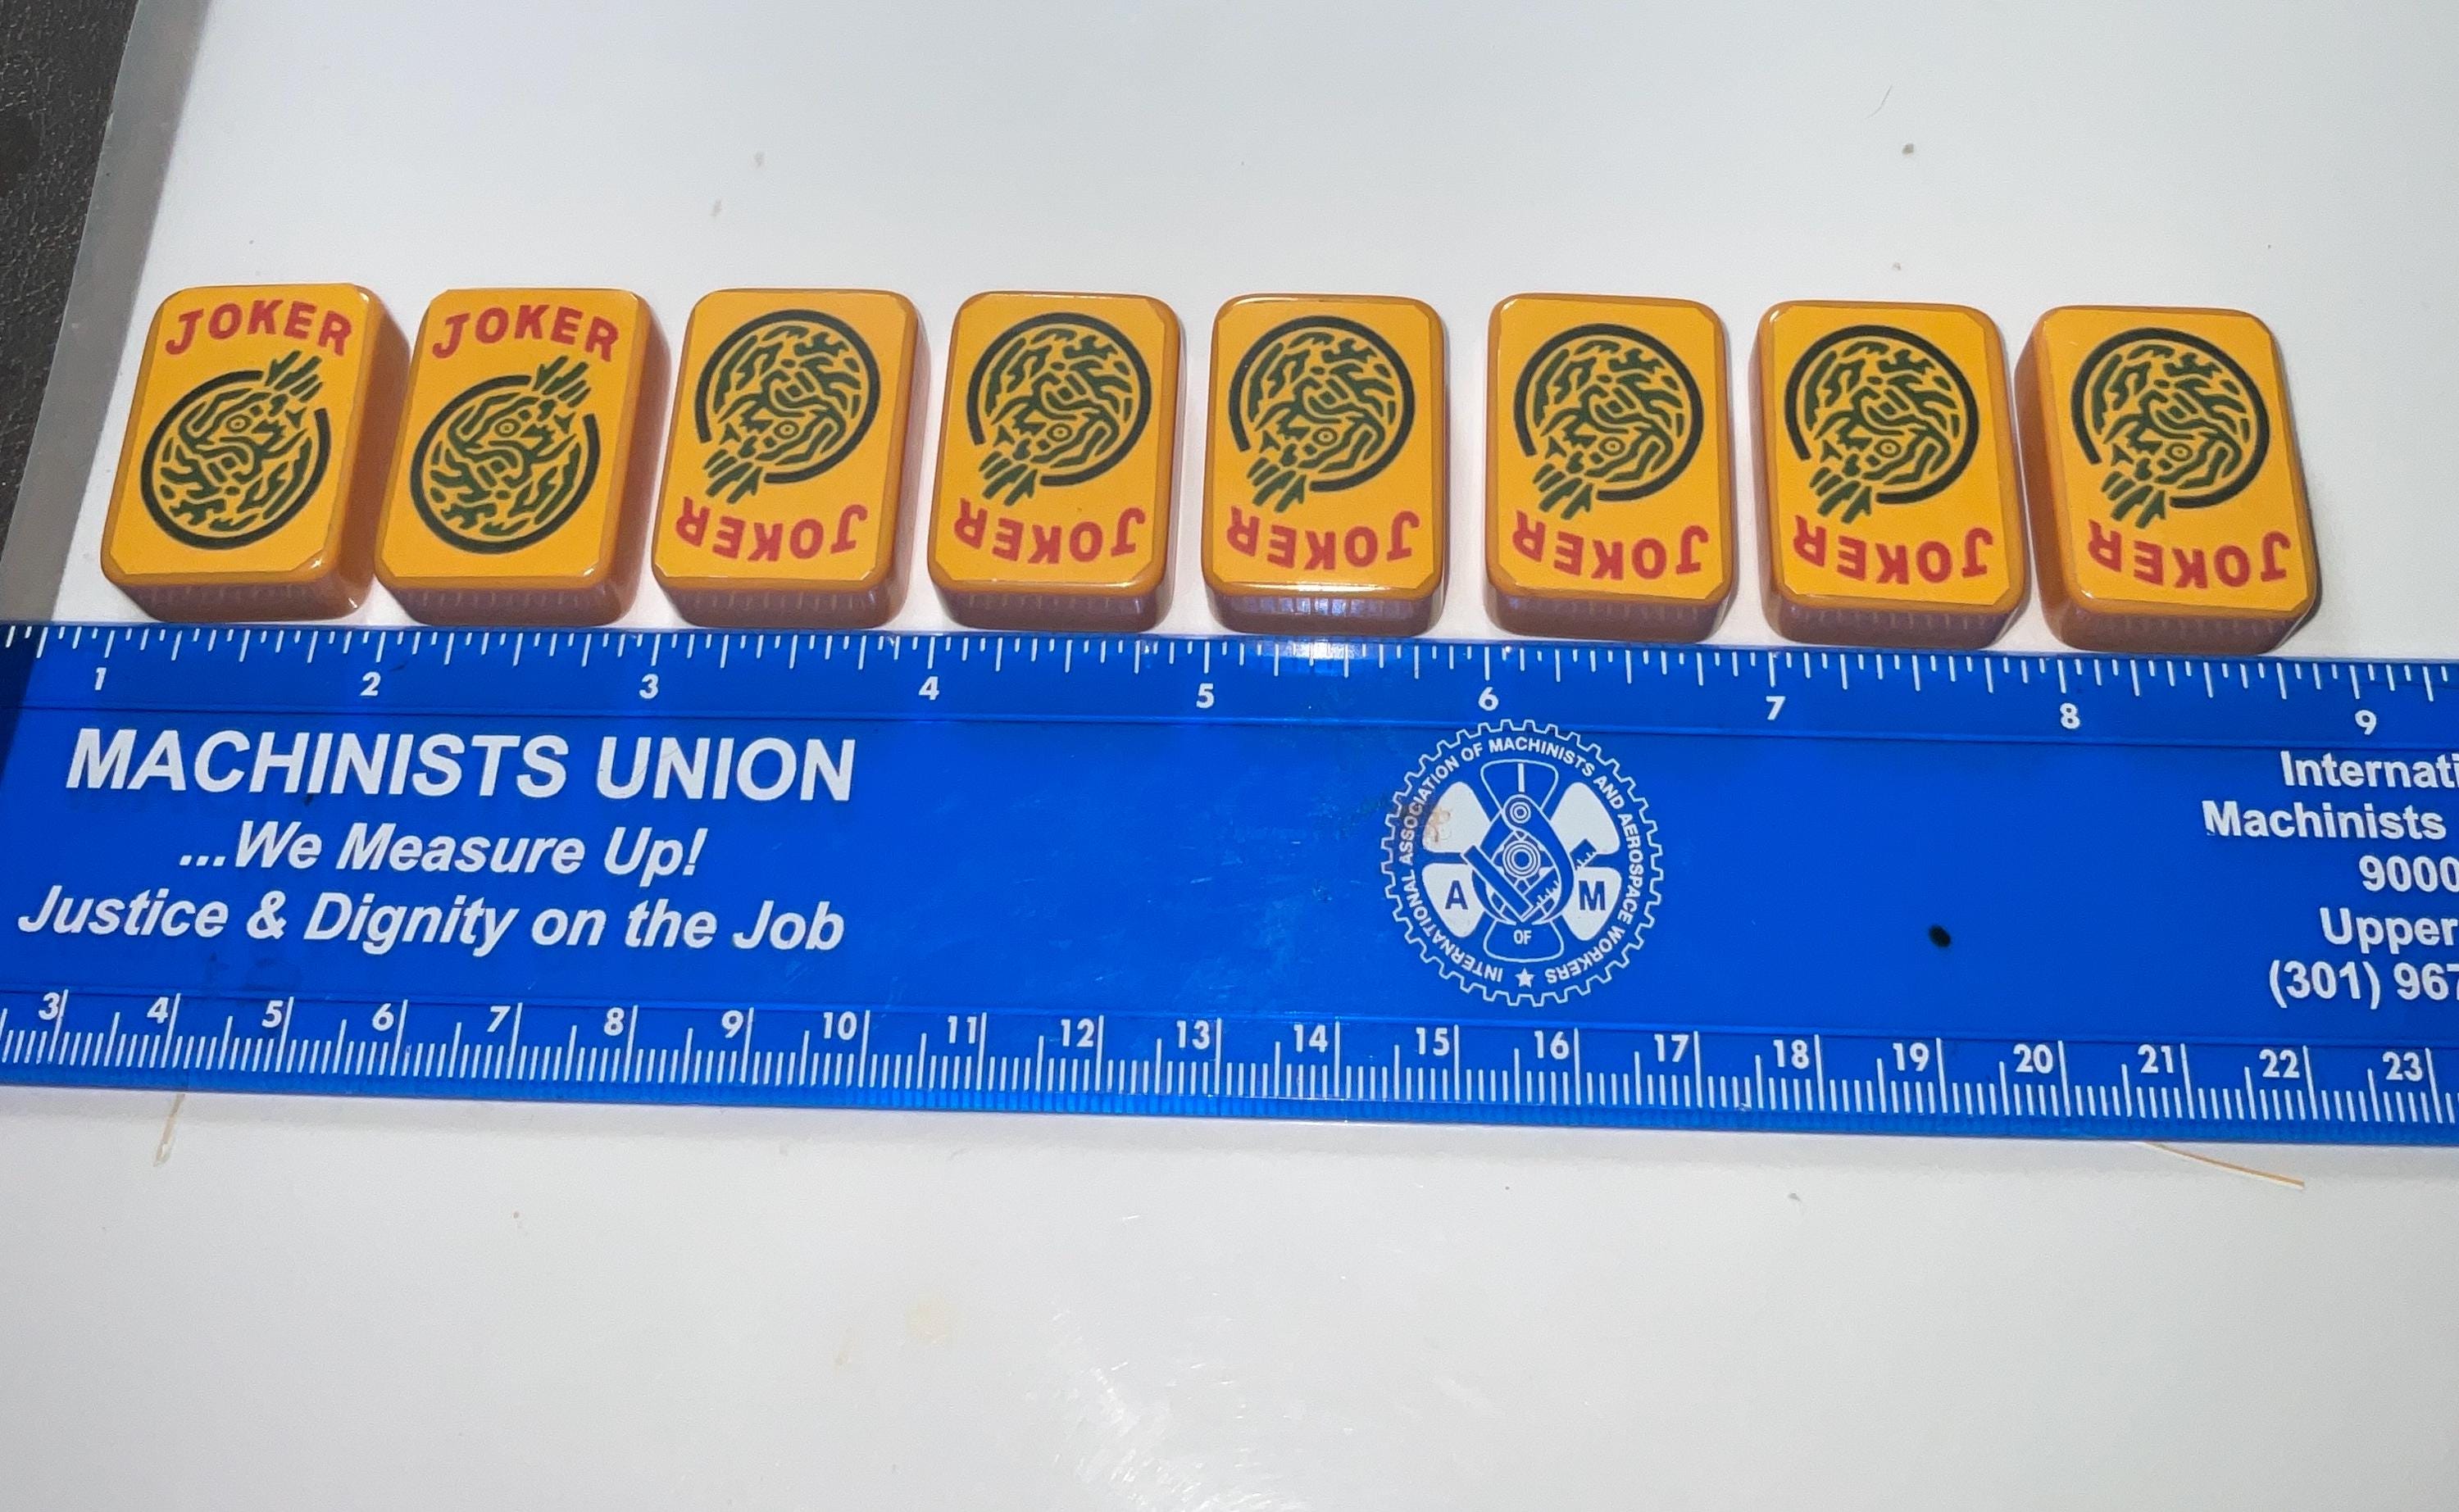 JOKER JOKER JOKER JOKER JOKER JOKER JOKER JOKER
1 2 3 4 5 6 7 8 9
MACHINISTS UNION
...We Measure Up!
Justice & Dignity on the Job
INTERNATIONAL ASSOCIATION OF MACHINISTS AND AEROSPACE WORKERS
I
A M
OF
Internati
Machinists
9000
Upper
(301) 967
3 4 5 6 7 8 9 10 11 12 13 14 15 16 17 18 19 20 21 22 23